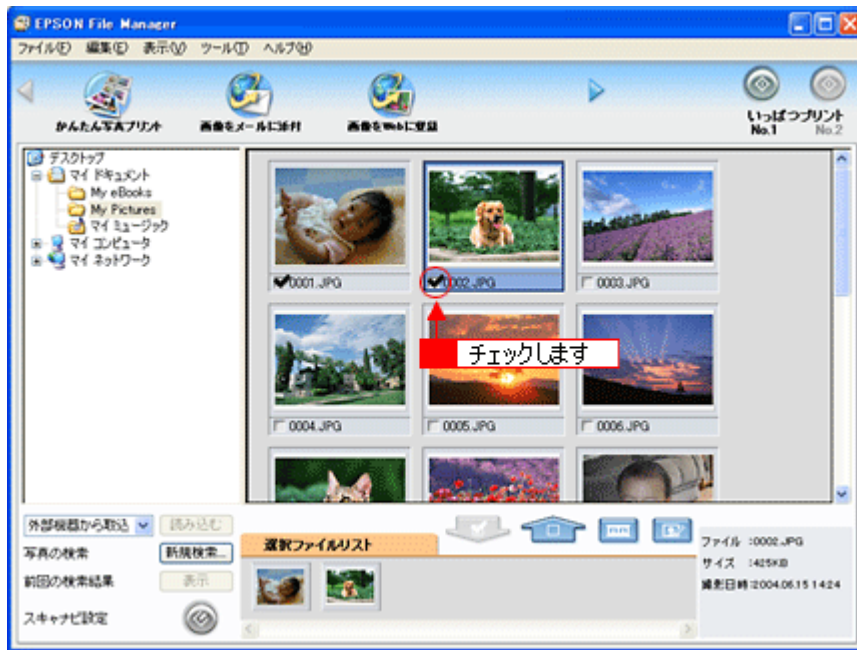 EPSON File Manager
ファイル(F) 編集(E) 表示(V) ツール(T) ヘルプ(H)
かんたん写真プリント 画像をメールに添付 画像をWebに登録
いっぱつプリント
No.1 No.2
デスクトップ
マイ ドキュメント
My eBooks
My Pictures
マイ ミュージック
マイ コンピュータ
マイ ネットワーク
0001.JPG 0002.JPG 0003.JPG
チェックします
0004.JPG 0005.JPG 0006.JPG
外部機器から取込 読み込む
写真の検索 新規検索...
前回の検索結果 表示
スキャナビ設定
選択ファイルリスト
ファイル :0002.JPG
サイズ :425KB
撮影日時:2004.06.15 14:24